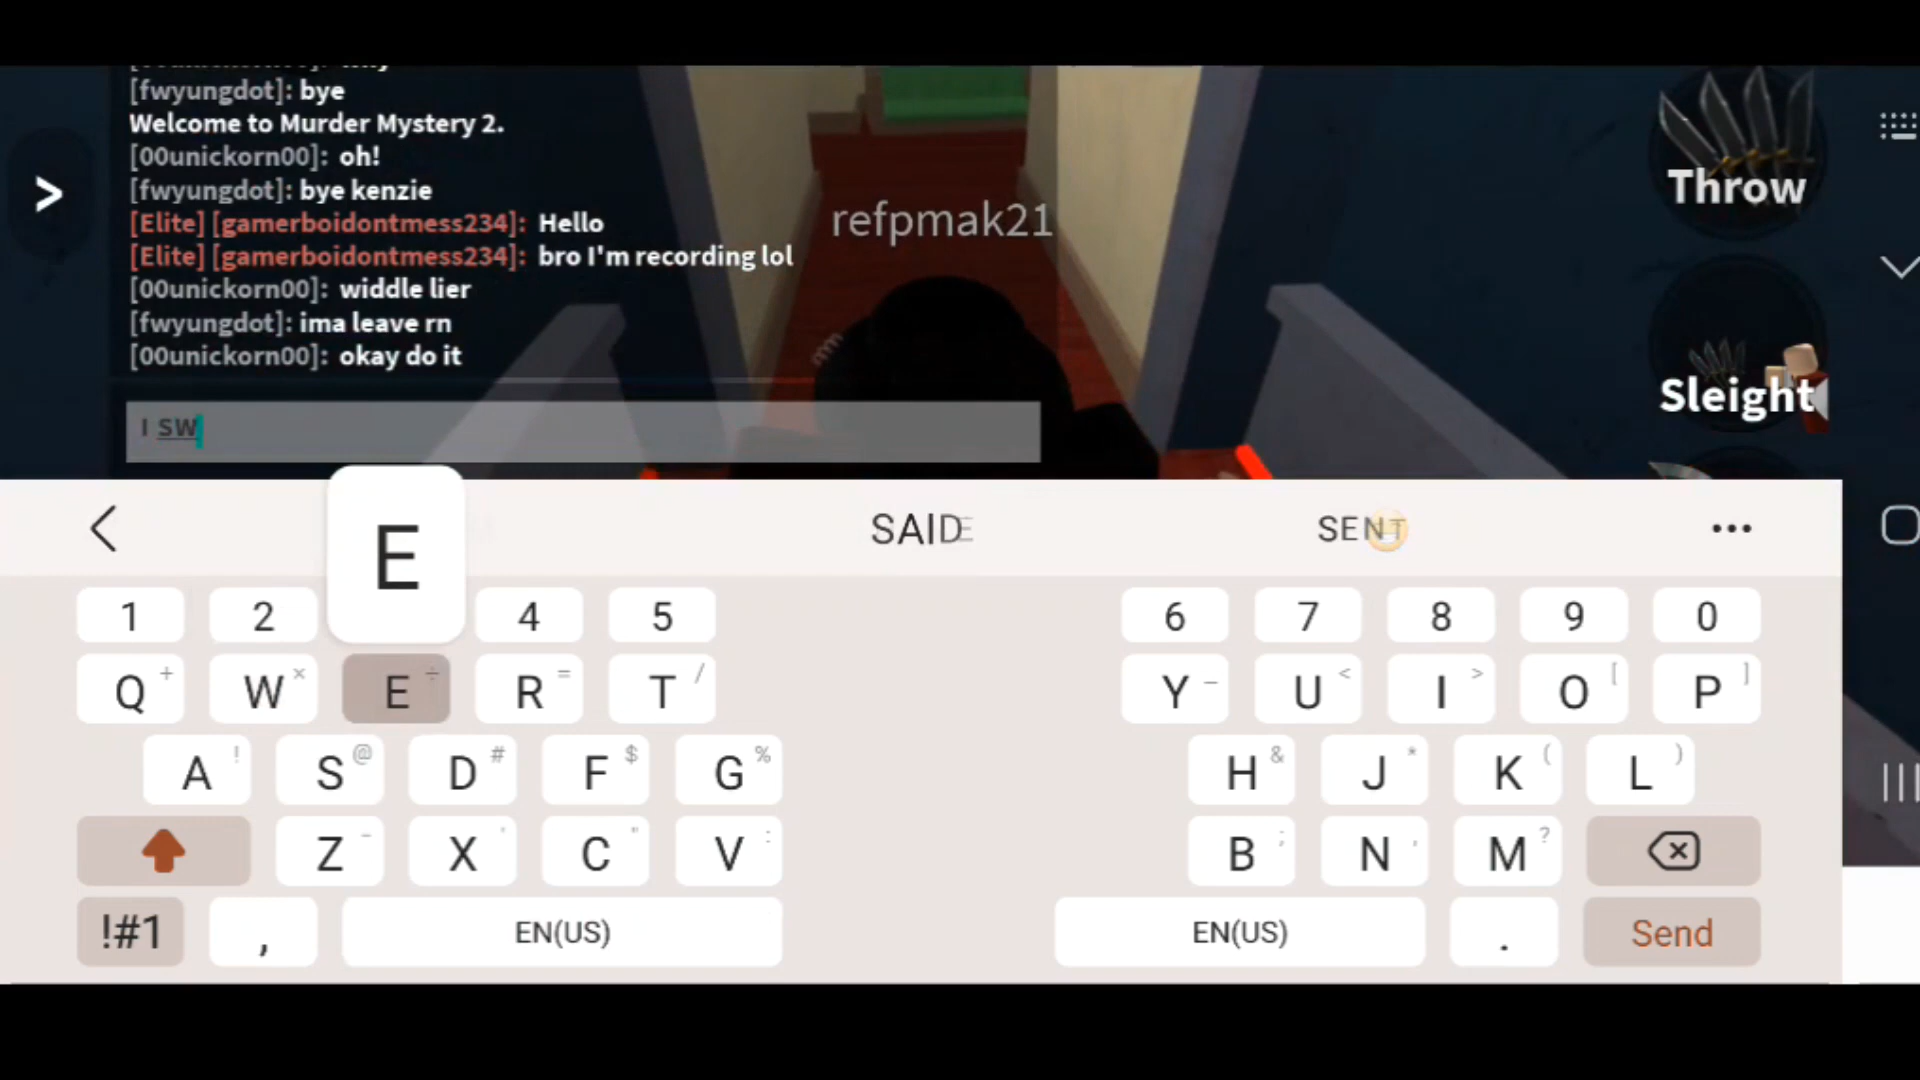 [fwyungdot]: bye
Welcome to Murder Mystery 2.
[00unickorn00]: oh!
[fwyungdot]: bye kenzie
[Elite] [gamerboidontmess234]: Hello
[Elite] [gamerboidontmess234]: bro I'm recording lol
[00unickorn00]: widdle lier
[fwyungdot]: ima leave rn
[00unickorn00]: okay do it
refpmak21
Throw
Sleight
I SW
E
SAID
SENT
1 2 4 5 6 7 8 9 0
Q + W × E ÷ R = T / Y - U < I > O [ P ]
A ! S @ D # F $ G % H & J * K ( L )
Z - X ' C " V : B ; N , M ?
!#1 , EN(US) EN(US) . Send